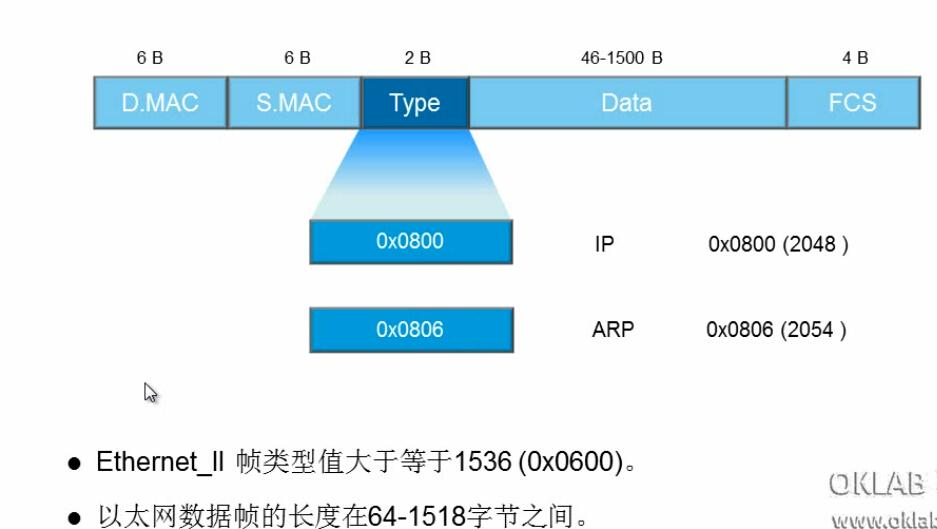 6 B 6 B 2 B 46-1500 B 4 B
D.MAC S.MAC Type Data FCS
0x0800 IP 0x0800 (2048 )
0x0806 ARP 0x0806 (2054 )
● Ethernet_II 帧类型值大于等于1536 (0x0600)。
● 以太网数据帧的长度在64-1518字节之间。
OKLAB
www.oklab